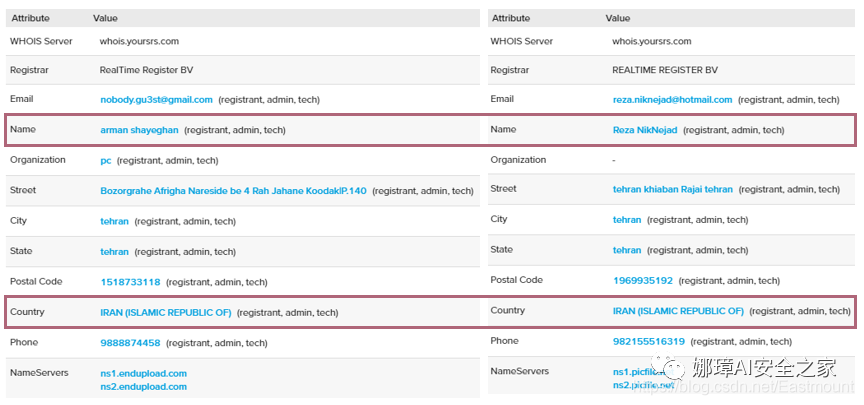 Attribute Value
WHOIS Server whois.yoursrs.com
Registrar RealTime Register BV
Email nobody.gu3st@gmail.com (registrant, admin, tech)
Name arman shayeghan (registrant, admin, tech)
Organization pc (registrant, admin, tech)
Street Bozorgrahe Afrigha Nareside be 4 Rah Jahane Koodak|P.140 (registrant, admin, tech)
City tehran (registrant, admin, tech)
State tehran (registrant, admin, tech)
Postal Code 1518733118 (registrant, admin, tech)
Country IRAN (ISLAMIC REPUBLIC OF) (registrant, admin, tech)
Phone 9888874458 (registrant, admin, tech)
NameServers ns1.endupload.com
ns2.endupload.com
Attribute Value
WHOIS Server whois.yoursrs.com
Registrar REALTIME REGISTER BV
Email reza.niknejad@hotmail.com (registrant, admin, tech)
Name Reza NikNejad (registrant, admin, tech)
Organization -
Street tehran khiaban Rajai tehran (registrant, admin, tech)
City tehran (registrant, admin, tech)
State tehran (registrant, admin, tech)
Postal Code 1969935192 (registrant, admin, tech)
Country IRAN (ISLAMIC REPUBLIC OF) (registrant, admin, tech)
Phone 982155516319 (registrant, admin, tech)
NameServers
ns2.picfile.net
娜璋AI安全之家
https://blog.csdn.net/Eastmount